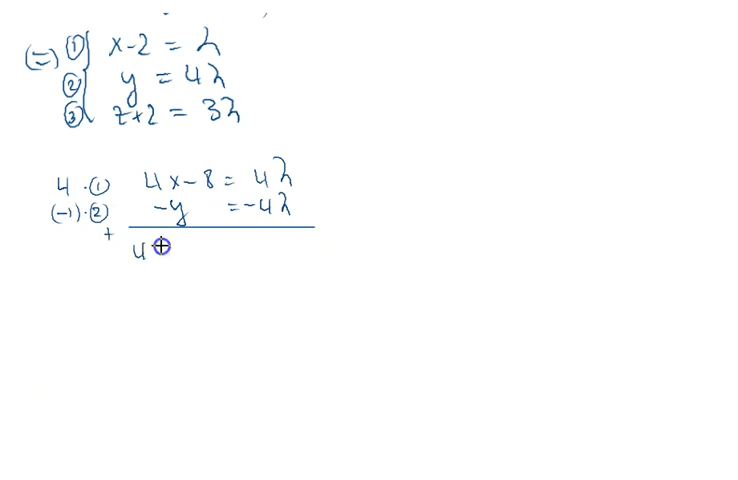 (=) ① x-2 = λ
② y = 4λ
③ z+2 = 3λ
4 · ① 4x - 8 = 4λ
(-1) · ② -y = -4λ
+
4